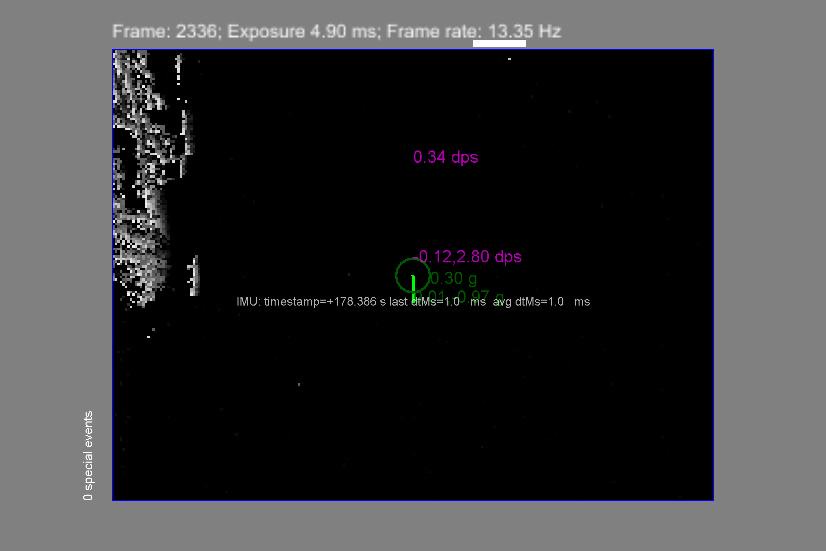 Frame: 2336; Exposure 4.90 ms; Frame rate: 13.35 Hz
0.34 dps
-0.12,2.80 dps
0.30 g
IMU: timestamp=+178.386 s last dtMs=1.0 ms avg dtMs=1.0 ms
0 special events